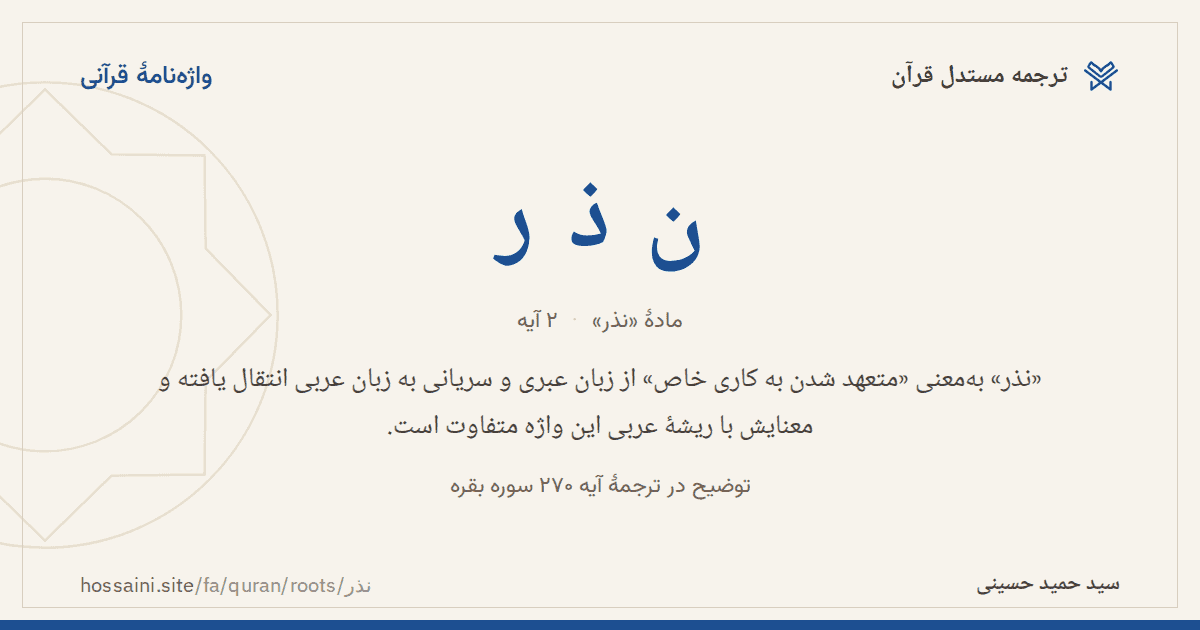 ترجمه مستدل قرآن
واژه‌نامهٔ قرآنی
ن ذ ر
مادهٔ «نذر» · ۲ آیه
«نذر» به‌معنی «متعهد شدن به کاری خاص» از زبان عبری و سریانی به زبان عربی انتقال یافته و
معنایش با ریشهٔ عربی این واژه متفاوت است.
توضیح در ترجمهٔ آیه ۲۷۰ سوره بقره
سید حمید حسینی
hossaini.site/fa/quran/roots/نذر